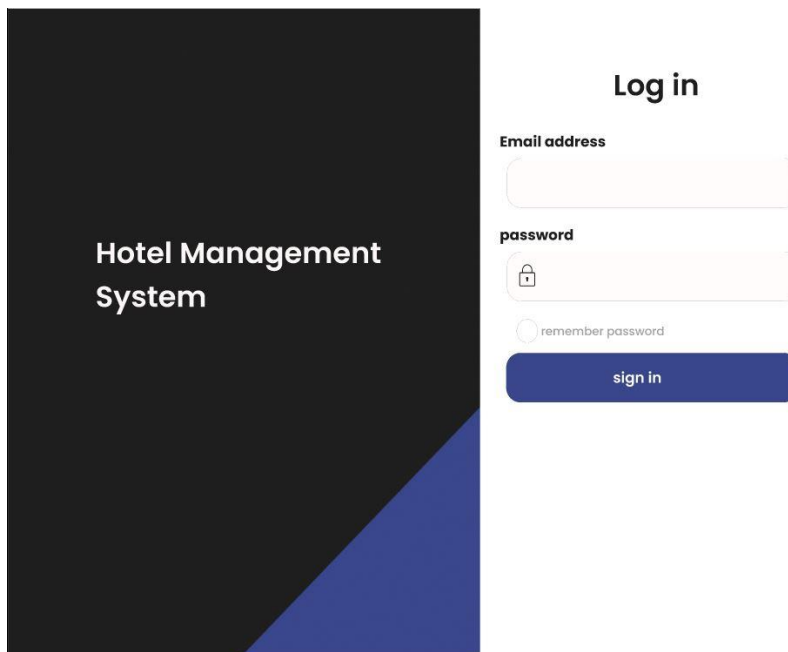 Hotel Management
System
Log in
Email address
password
remember password
sign in